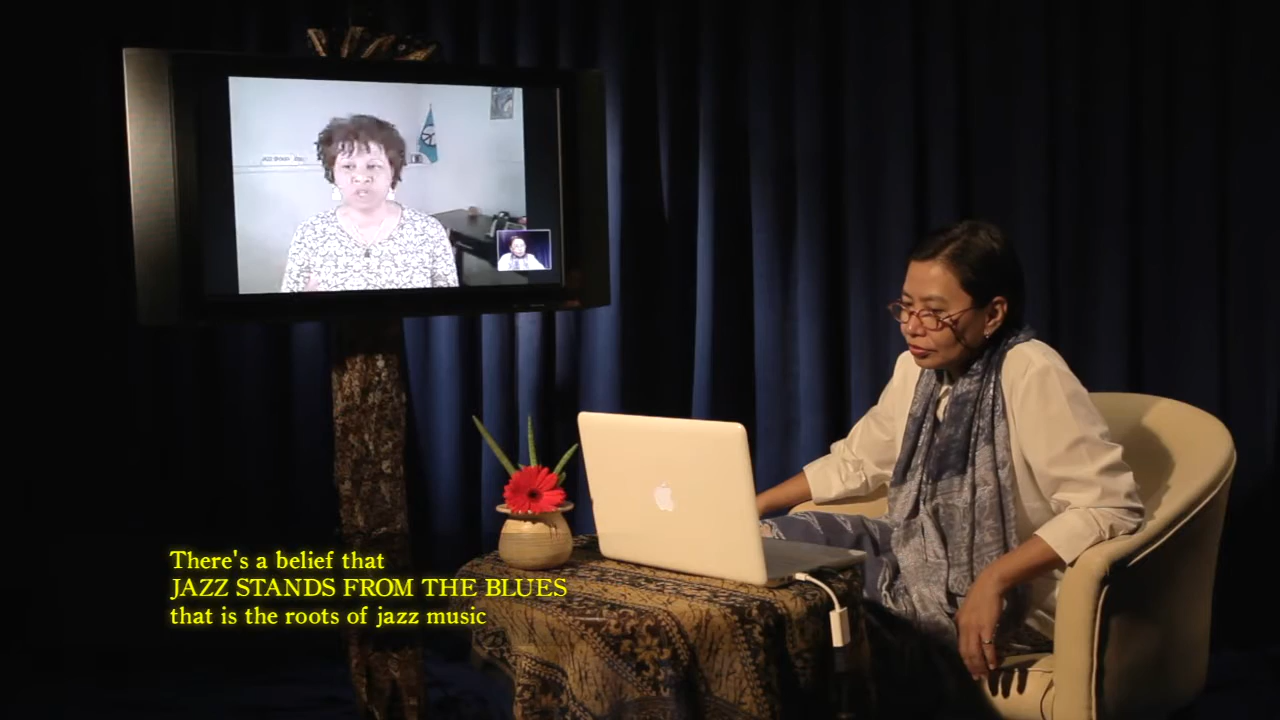 There's a belief that
JAZZ STANDS FROM THE BLUES
that is the roots of jazz music